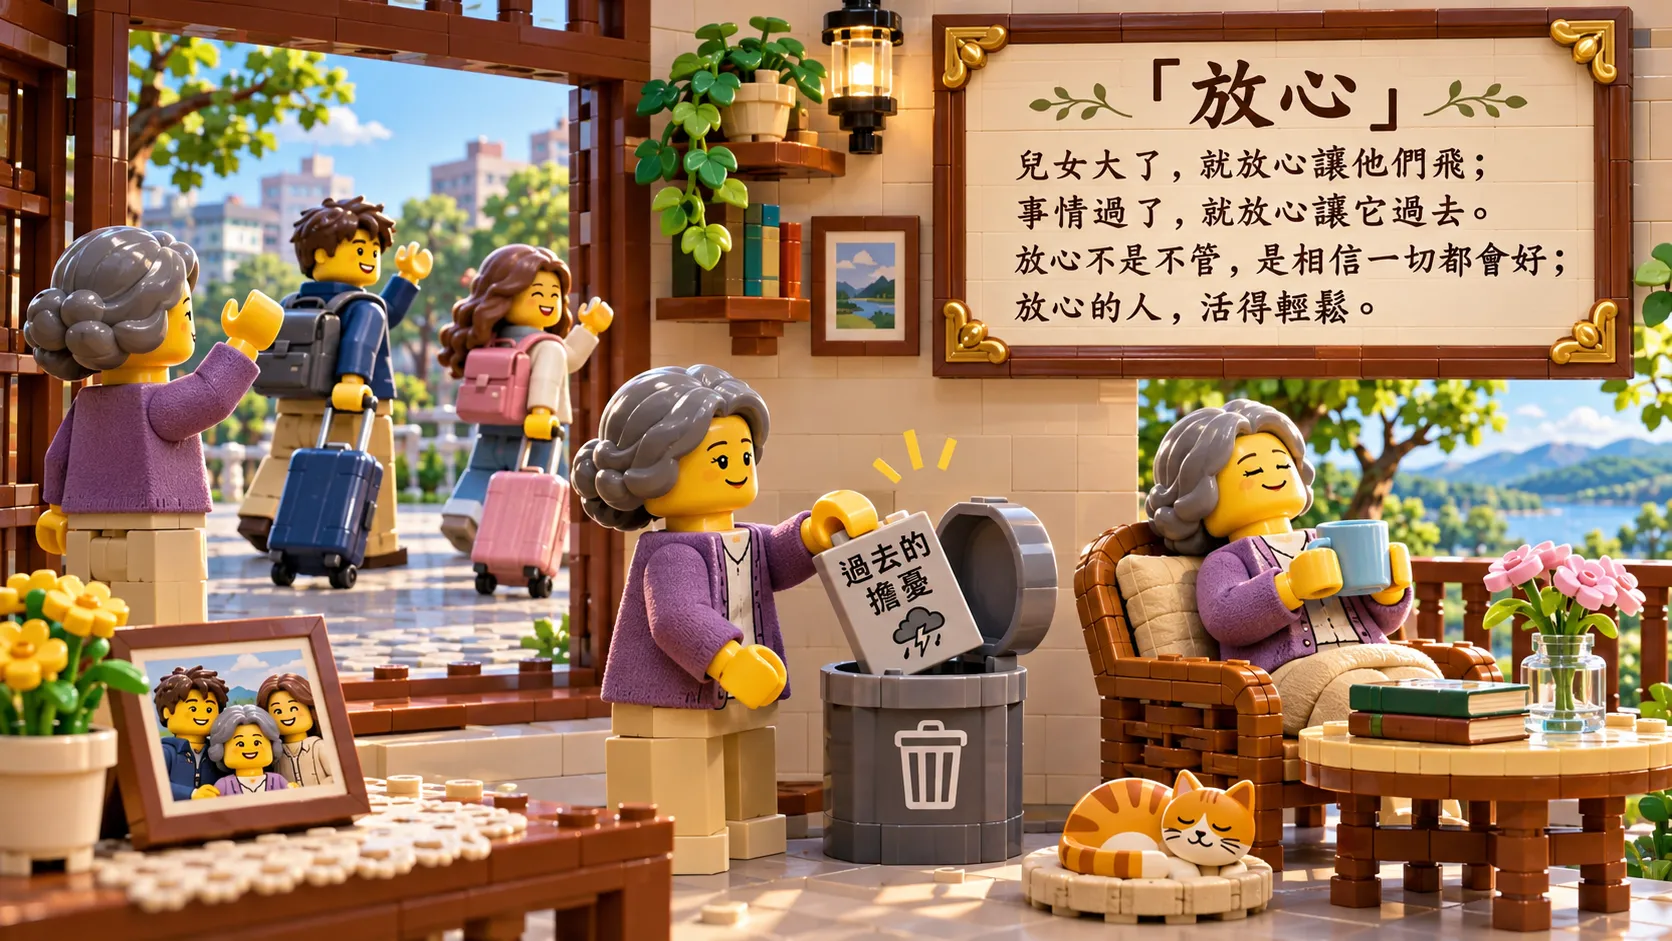 「放心」
兒女大了，就放心讓他們飛；
事情過了，就放心讓它過去。
放心不是不管，是相信一切都會好；
放心的人，活得輕鬆。
過去的
擔憂